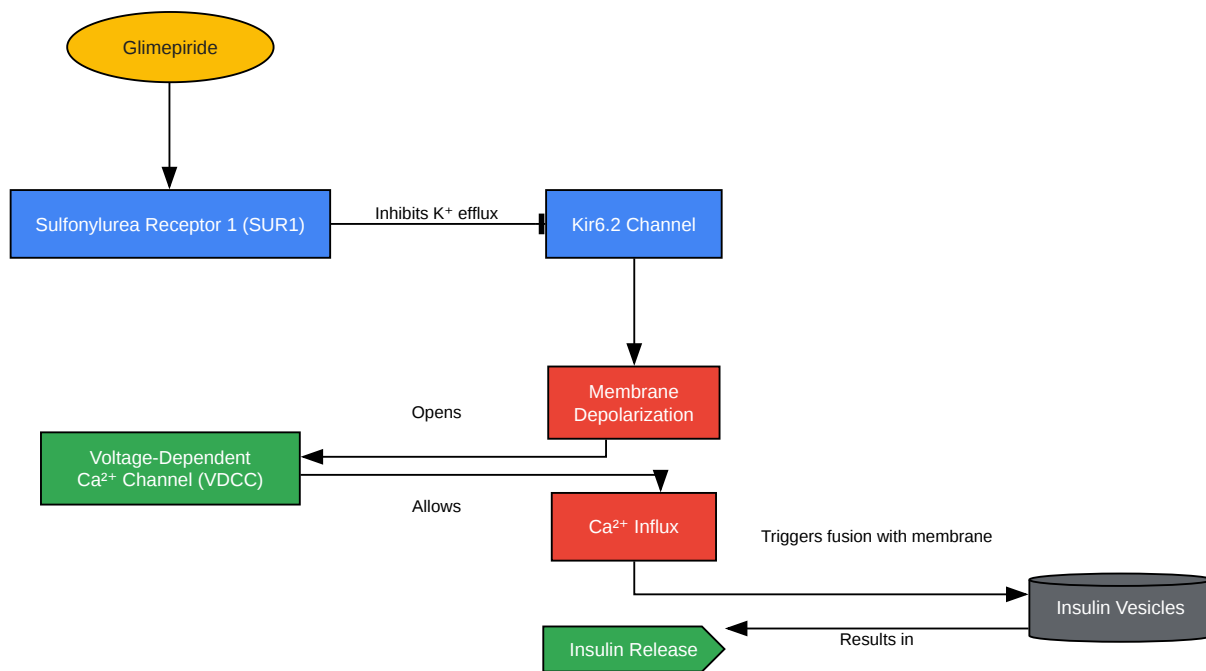 Glimepiride
Sulfonylurea Receptor 1 (SUR1)
Inhibits K⁺ efflux
Kir6.2 Channel
Membrane
Depolarization
Opens
Voltage-Dependent
Ca²⁺ Channel (VDCC)
Allows
Ca²⁺ Influx
Triggers fusion with membrane
Insulin Vesicles
Results in
Insulin Release